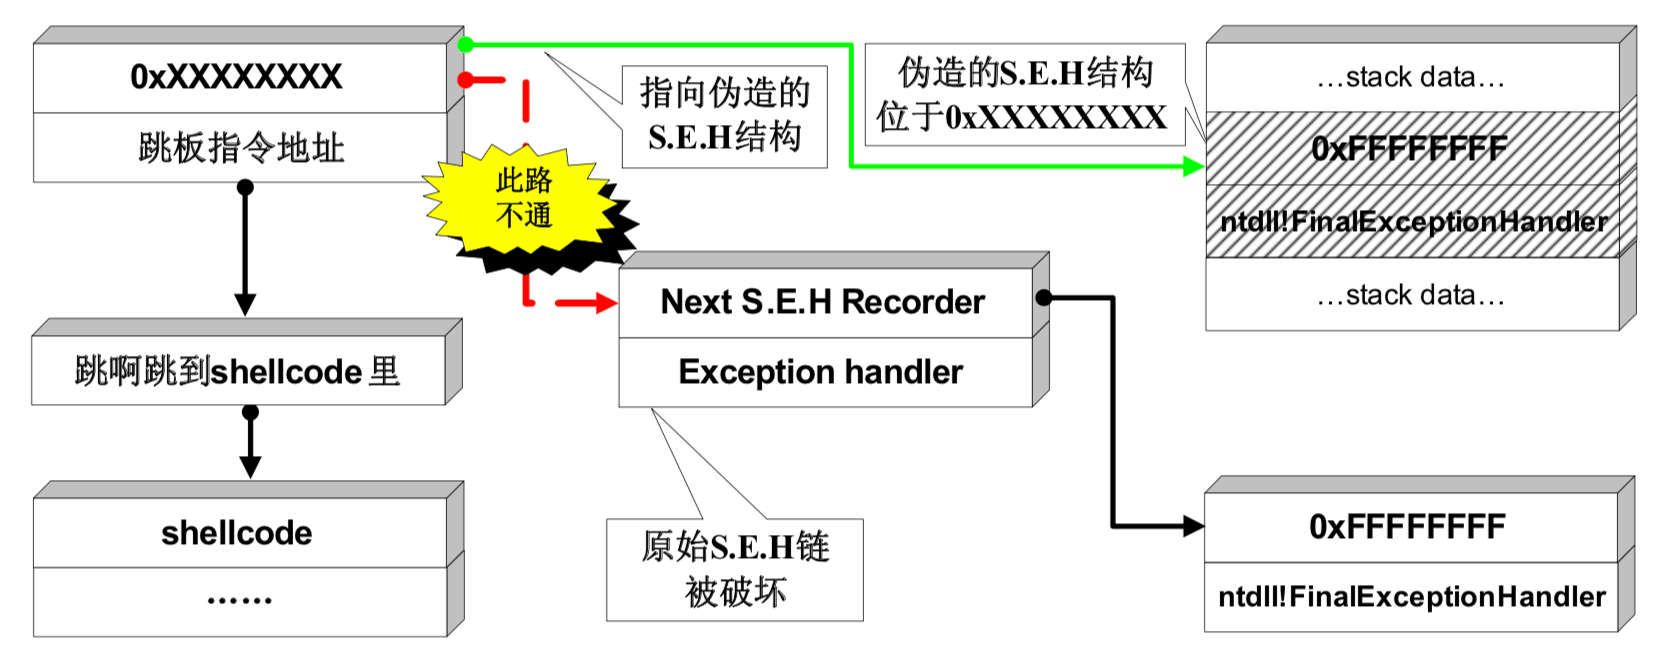 0xXXXXXXXX
跳板指令地址
指向伪造的
S.E.H结构
伪造的S.E.H结构
位于0xXXXXXXXX
…stack data…
0xFFFFFFFF
ntdll!FinalExceptionHandler
…stack data…
此路
不通
Next S.E.H Recorder
Exception handler
跳啊跳到shellcode里
shellcode
……
原始S.E.H链
被破坏
0xFFFFFFFF
ntdll!FinalExceptionHandler